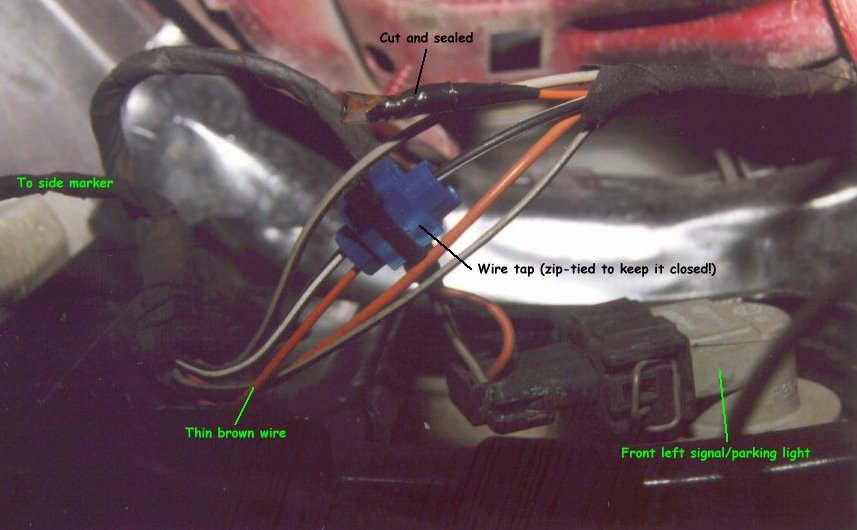 Cut and sealed
To side marker
Wire tap (zip-tied to keep it closed!)
Thin brown wire
Front left signal/parking light